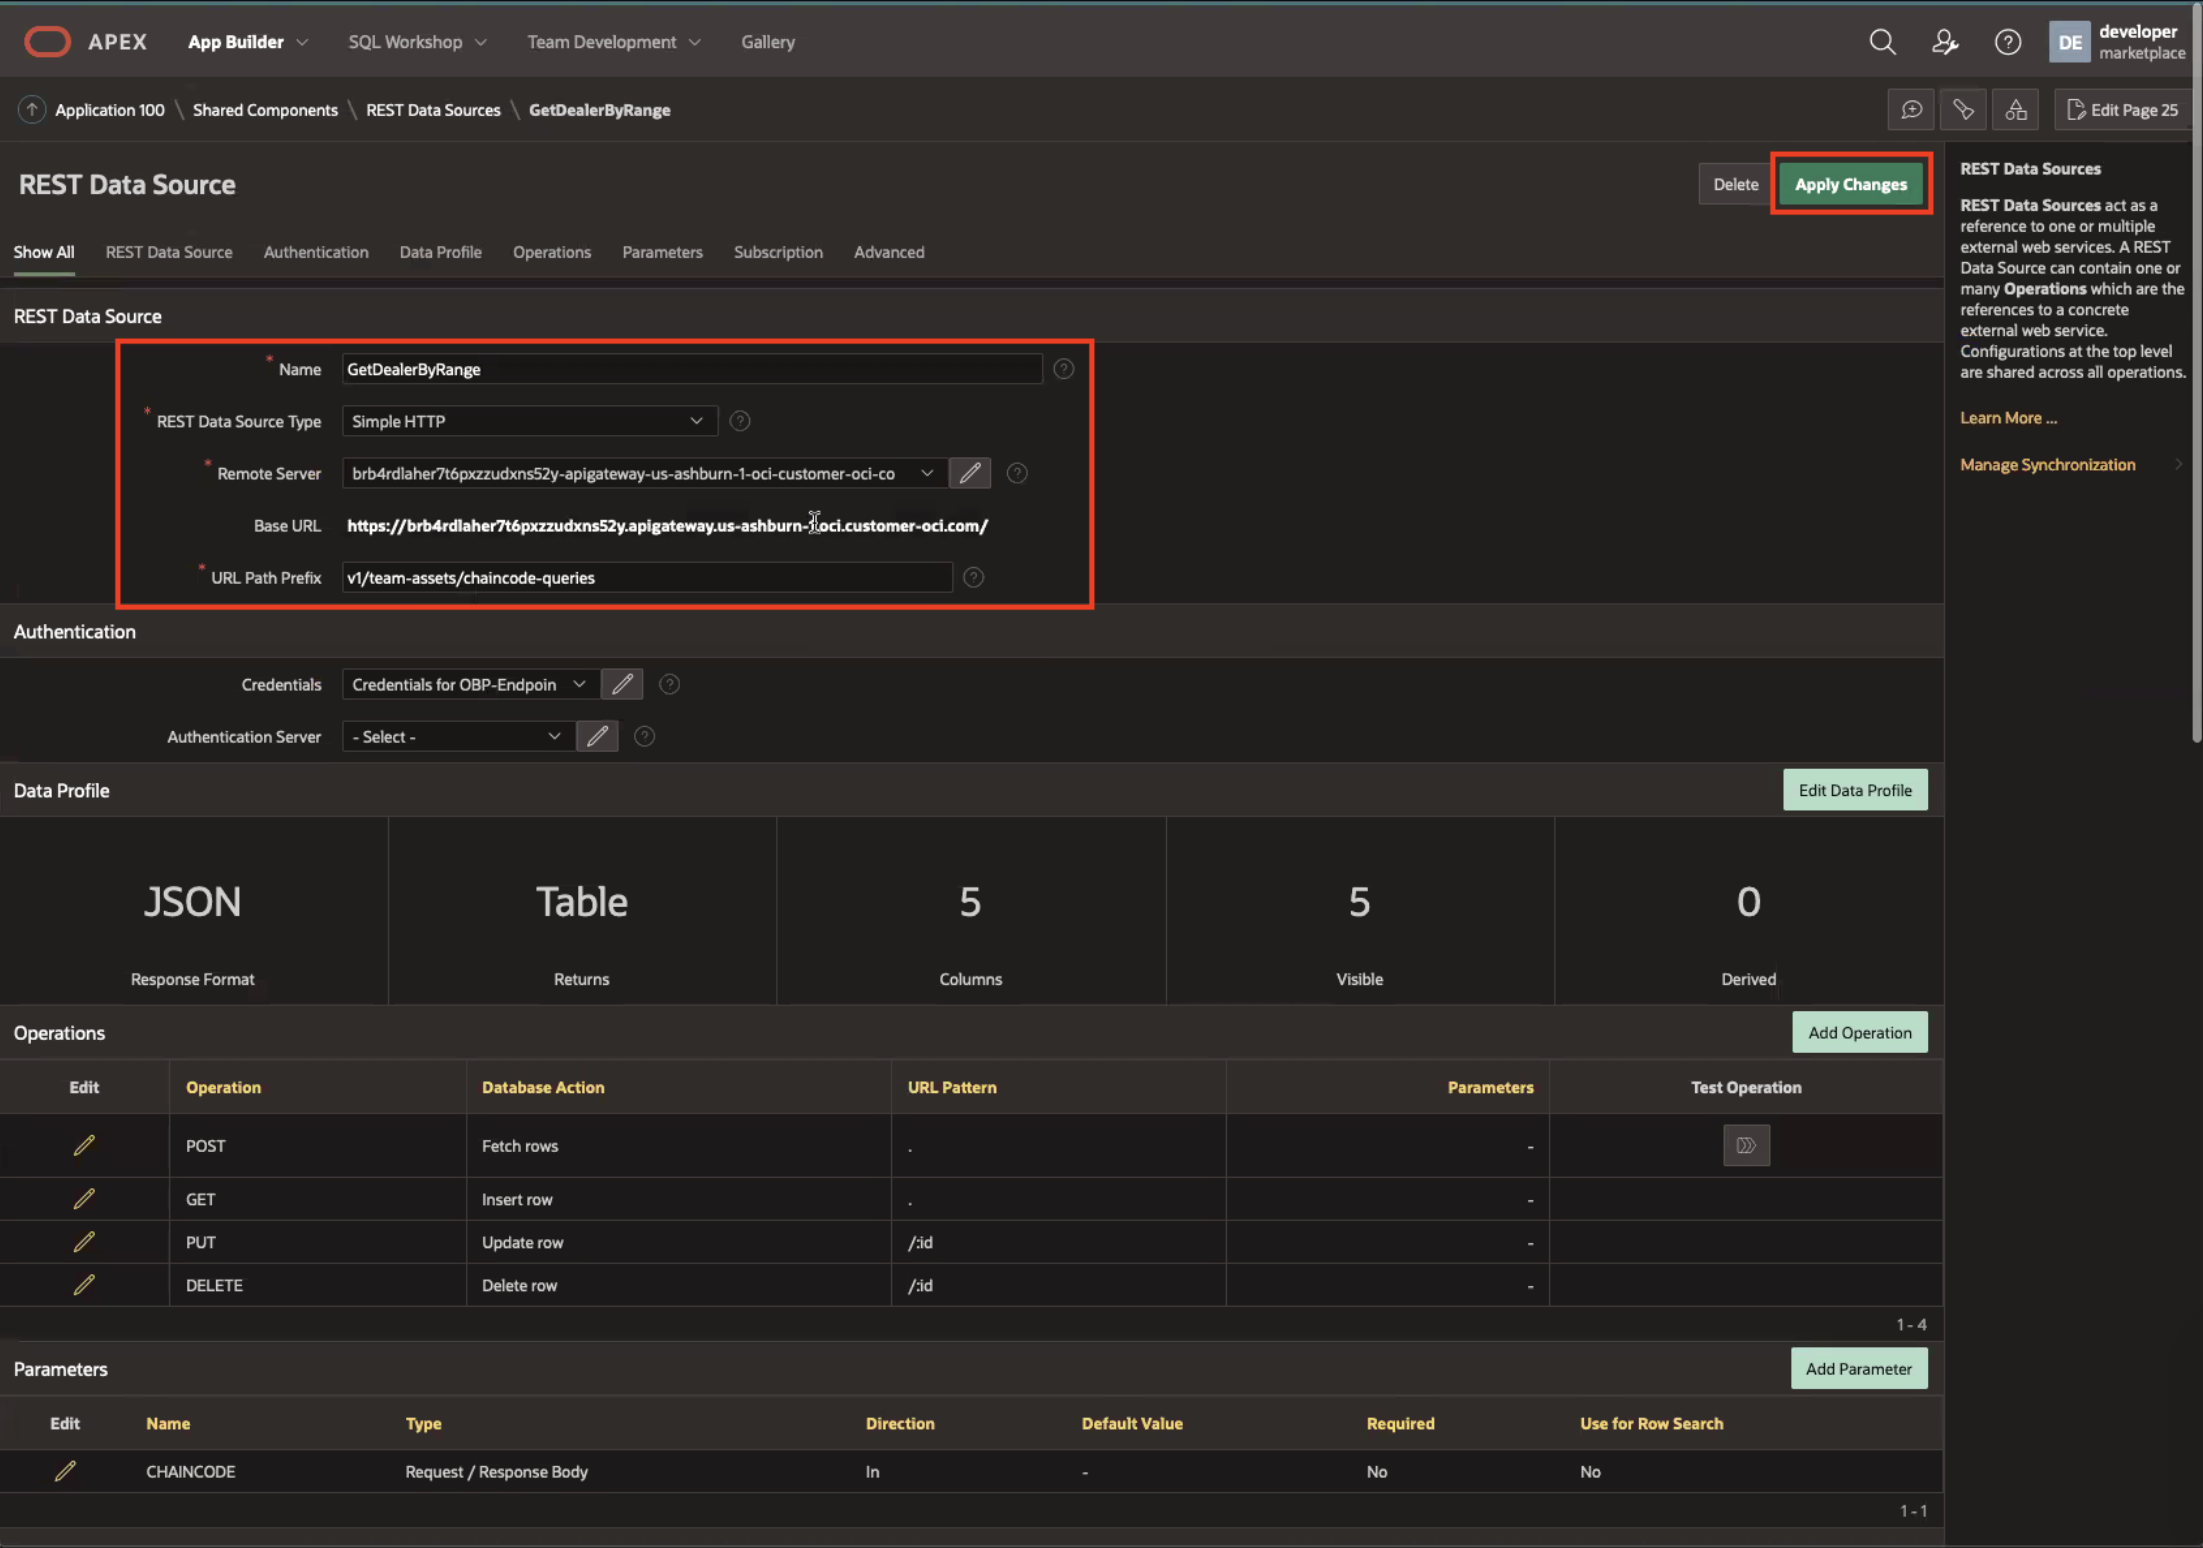 APEX App Builder SQL Workshop Team Development Gallery DE developer marketplace
Application 100 \ Shared Components \ REST Data Sources \ GetDealerByRange Edit Page 25
REST Data Source Delete Apply Changes
Show All REST Data Source Authentication Data Profile Operations Parameters Subscription Advanced
REST Data Source
* Name GetDealerByRange
* REST Data Source Type Simple HTTP
* Remote Server brb4rdlaher7t6pxzzudxns52y-apigateway-us-ashburn-1-oci-customer-oci-co
Base URL https://brb4rdlaher7t6pxzzudxns52y.apigateway.us-ashburn-1.oci.customer-oci.com/
* URL Path Prefix v1/team-assets/chaincode-queries
Authentication
Credentials Credentials for OBP-Endpoin
Authentication Server - Select -
Data Profile Edit Data Profile
JSON Table 5 5 0
Response Format Returns Columns Visible Derived
Operations Add Operation
Edit Operation Database Action URL Pattern Parameters Test Operation
POST Fetch rows . -
GET Insert row . -
PUT Update row /:id -
DELETE Delete row /:id -
1 - 4
Parameters Add Parameter
Edit Name Type Direction Default Value Required Use for Row Search
CHAINCODE Request / Response Body In - No No
1 - 1
REST Data Sources
REST Data Sources act as a
reference to one or multiple
external web services. A REST
Data Source can contain one or
many Operations which are the
references to a concrete
external web service.
Configurations at the top level
are shared across all operations.
Learn More ...
Manage Synchronization